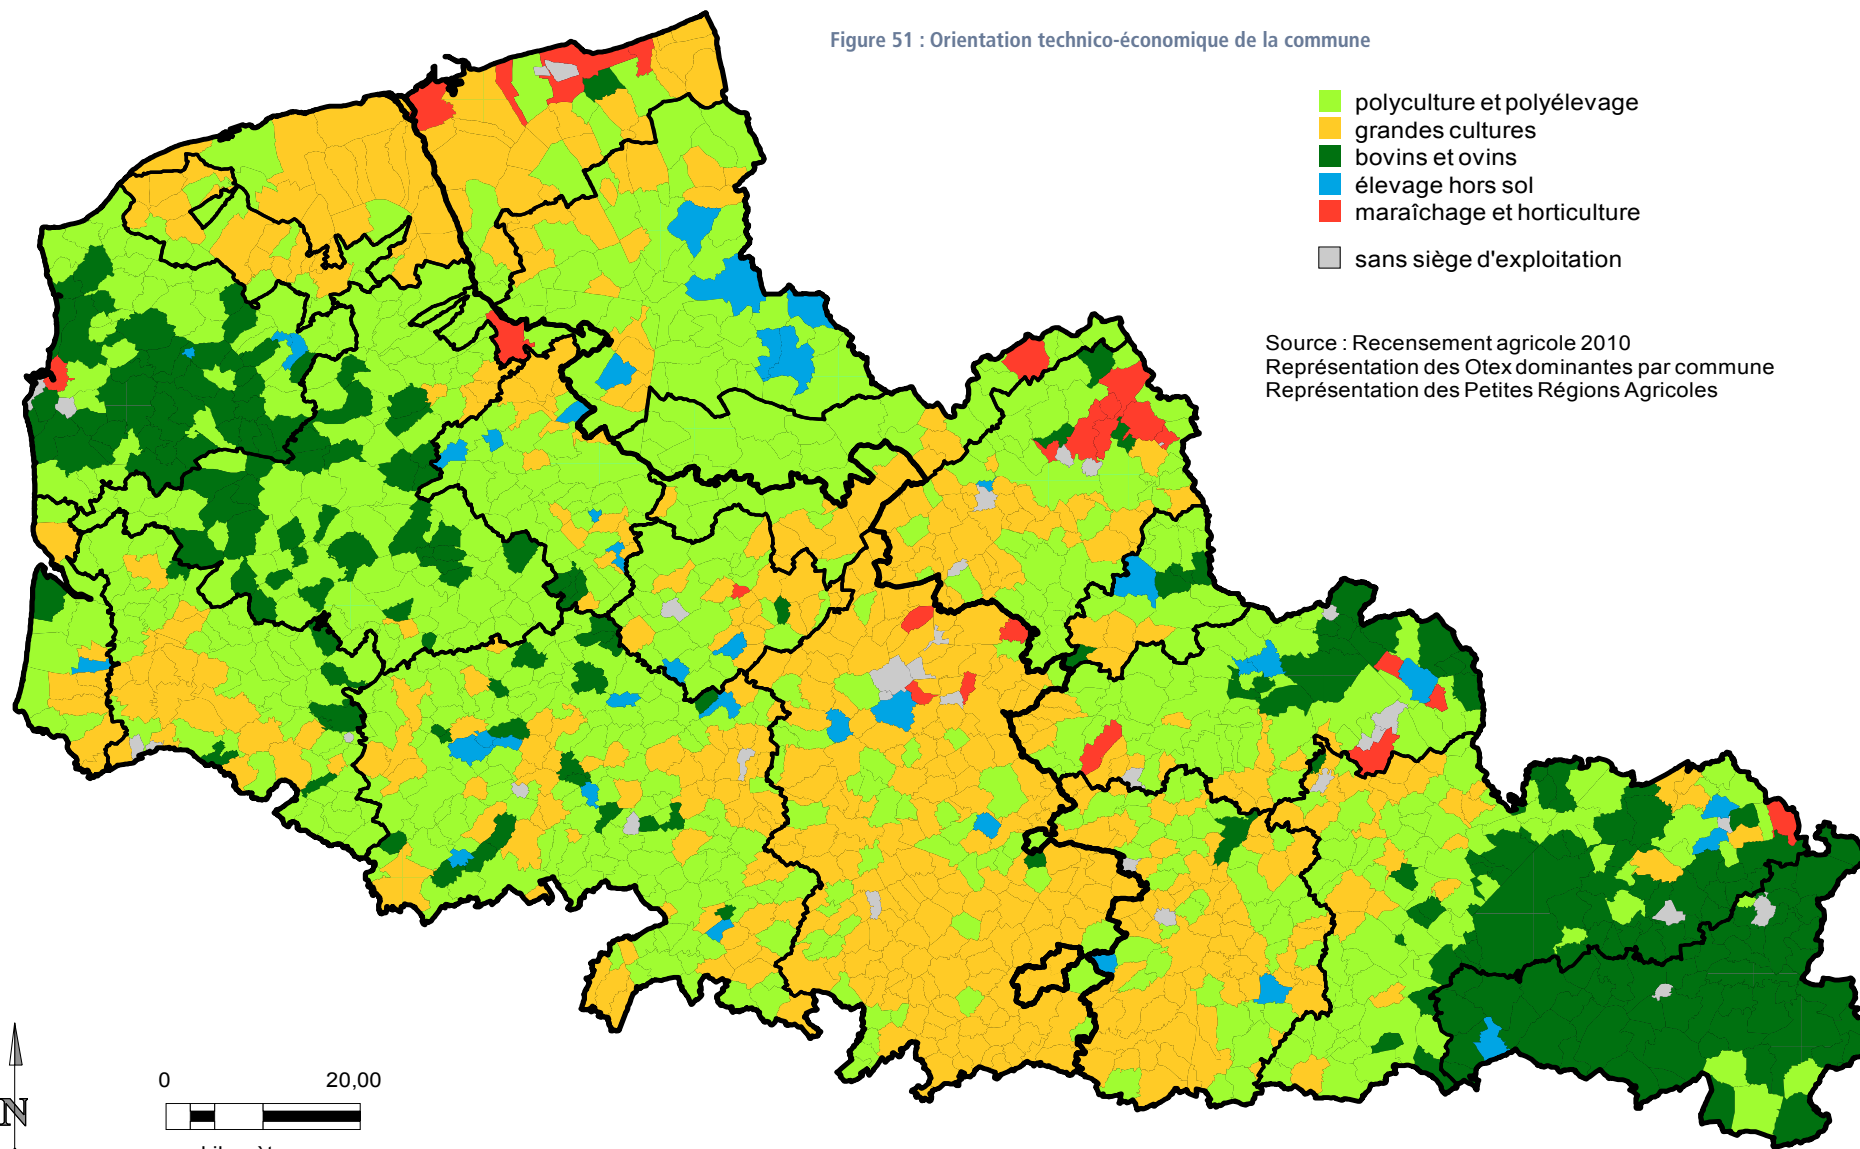 Figure 51 : Orientation technico-économique de la commune
polyculture et polyélevage
grandes cultures
bovins et ovins
élevage hors sol
maraîchage et horticulture
sans siège d'exploitation
Source : Recensement agricole 2010
Représentation des Otex dominantes par commune
Représentation des Petites Régions Agricoles
0 20,00
N